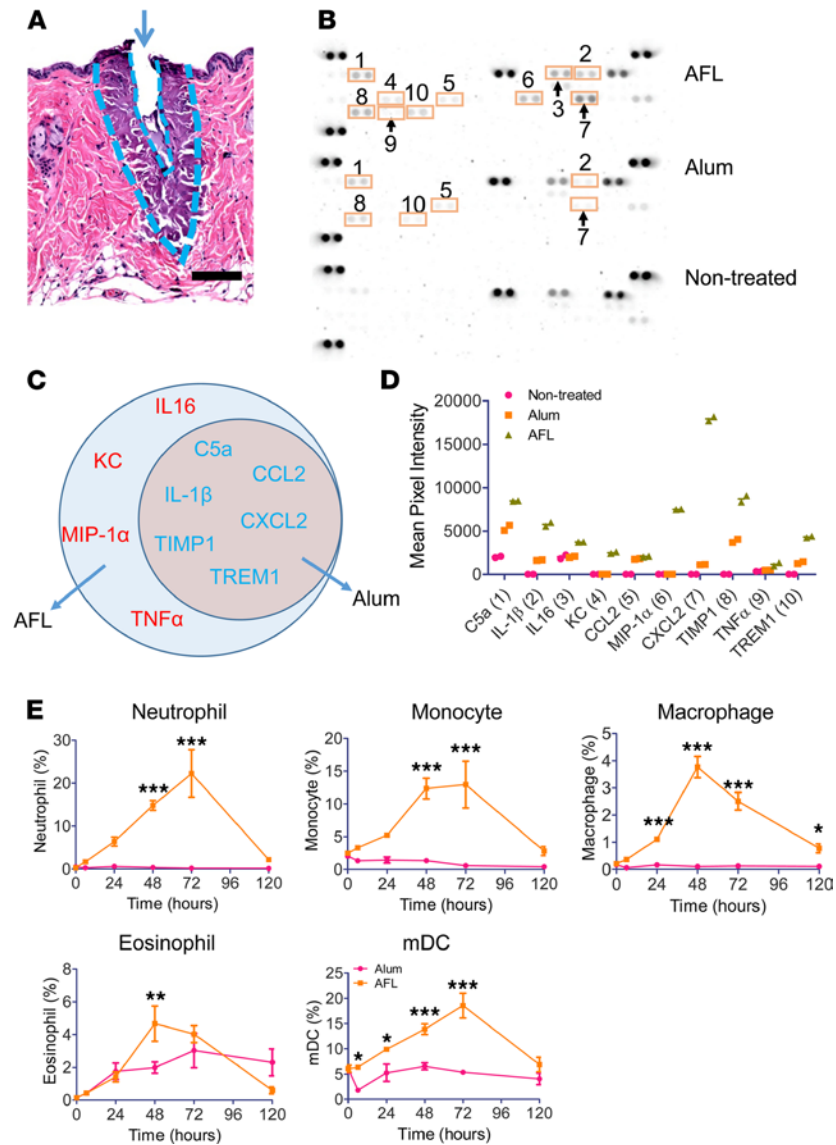 A
B
1
4
10
5
8
9
6
2
3
7
AFL
1
5
8
10
2
7
Alum
Non-treated
C
IL16
KC
C5a
CCL2
IL-1β
MIP-1α
CXCL2
TIMP1
TREM1
AFL
TNFα
Alum
D
Non-treated
Alum
AFL
Mean Pixel Intensity
20000
15000
10000
5000
0
C5a (1)
IL-1β (2)
IL16 (3)
KC (4)
CCL2 (5)
MIP-1α (6)
CXCL2 (7)
TIMP1 (8)
TNFα (9)
TREM1 (10)
E
Neutrophil
Neutrophil (%)
30
20
10
0
*** ***
0 24 48 72 96 120
Time (hours)
Monocyte
Monocyte (%)
20
15
10
5
0
*** ***
0 24 48 72 96 120
Time (hours)
Macrophage
Macrophage (%)
5
4
3
2
1
0
*** *** *** *
0 24 48 72 96 120
Time (hours)
Eosinophil
Eosinophil (%)
8
6
4
2
0
**
0 24 48 72 96 120
Time (hours)
mDC
Alum
AFL
mDC (%)
25
20
15
10
5
0
* * *** ***
0 24 48 72 96 120
Time (hours)